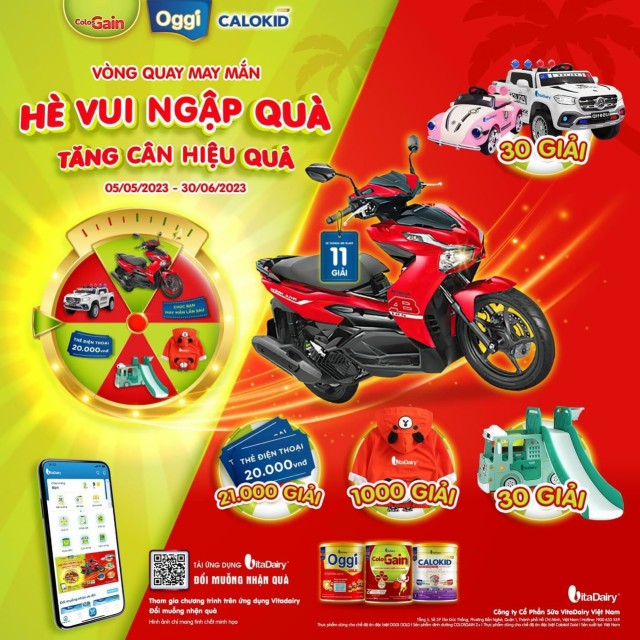 ColosGain
Oggi
CALOKID
VÒNG QUAY MAY MẮN
HÈ VUI NGẬP QUÀ
TĂNG CÂN HIỆU QUẢ
05/05/2023 - 30/06/2023
30 GIẢI
11
GIẢI
CHÚC BẠN
MAY MẮN LẦN SAU
THẺ ĐIỆN THOẠI
20.000vnđ
THẺ ĐIỆN THOẠI
20.000vnđ
21.000 GIẢI
1000 GIẢI
30 GIẢI
VitaDairy
TẢI ỨNG DỤNG VitaDairy
ĐỔI MUỖNG NHẬN QUÀ
Tham gia chương trình trên ứng dụng Vitadairy
Đổi muỗng nhận quà
Hình ảnh chỉ mang tính chất minh họa
Oggi
ColosGain
CALOKID
VitaDairy
Công ty Cổ Phần Sữa VitaDairy Việt Nam